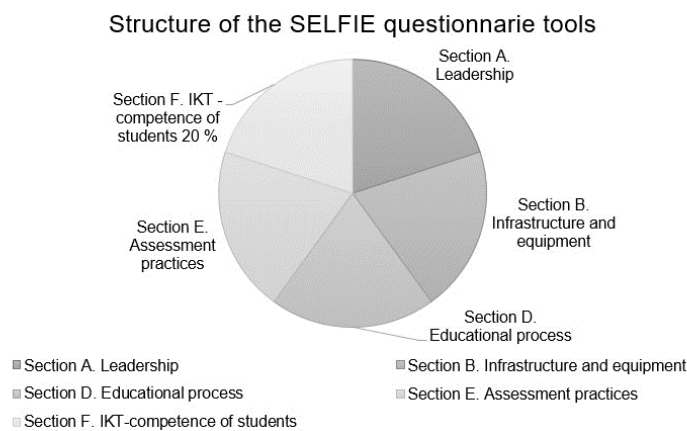 Structure of the SELFIE questionnarie tools
Section A.
Leadership
Section F. IKT -
competence of
students 20 %
Section B.
Infrastructure and
equipment
Section E.
Assessment
practices
Section D.
Educational process
Section A. Leadership
Section B. Infrastructure and equipment
Section D. Educational process
Section E. Assessment practices
Section F. IKT-competence of students